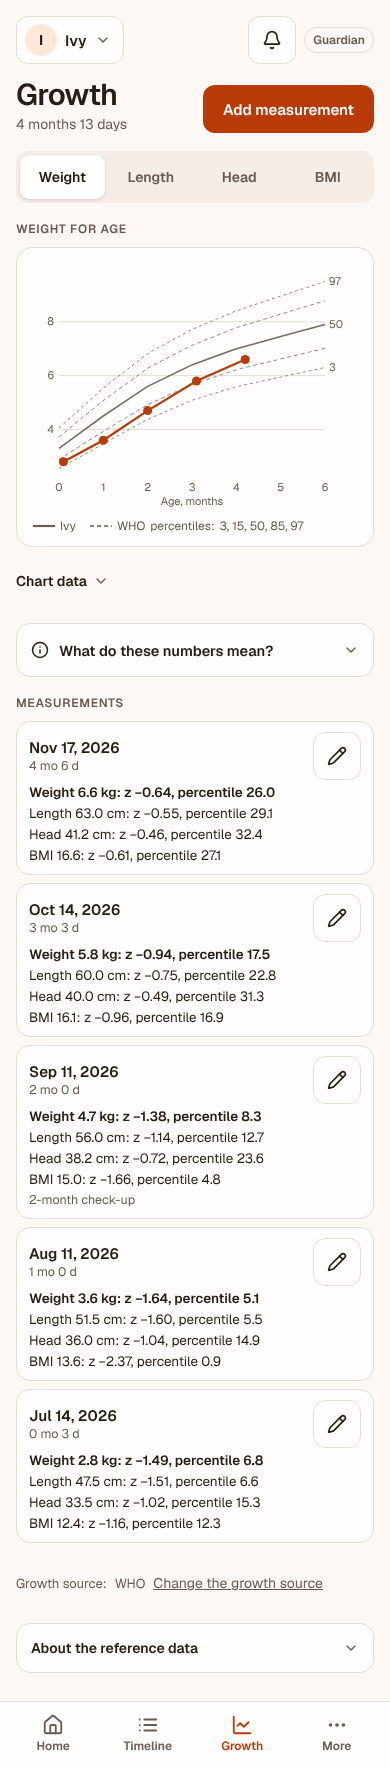 I Ivy Guardian
Growth
4 months 13 days
Add measurement
Weight Length Head BMI
WEIGHT FOR AGE
97
8
50
6
3
4
0 1 2 3 4 5 6
Age, months
Ivy WHO percentiles: 3, 15, 50, 85, 97
Chart data
What do these numbers mean?
MEASUREMENTS
Nov 17, 2026
4 mo 6 d
Weight 6.6 kg: z −0.64, percentile 26.0
Length 63.0 cm: z −0.55, percentile 29.1
Head 41.2 cm: z −0.46, percentile 32.4
BMI 16.6: z −0.61, percentile 27.1
Oct 14, 2026
3 mo 3 d
Weight 5.8 kg: z −0.94, percentile 17.5
Length 60.0 cm: z −0.75, percentile 22.8
Head 40.0 cm: z −0.49, percentile 31.3
BMI 16.1: z −0.96, percentile 16.9
Sep 11, 2026
2 mo 0 d
Weight 4.7 kg: z −1.38, percentile 8.3
Length 56.0 cm: z −1.14, percentile 12.7
Head 38.2 cm: z −0.72, percentile 23.6
BMI 15.0: z −1.66, percentile 4.8
2-month check-up
Aug 11, 2026
1 mo 0 d
Weight 3.6 kg: z −1.64, percentile 5.1
Length 51.5 cm: z −1.60, percentile 5.5
Head 36.0 cm: z −1.04, percentile 14.9
BMI 13.6: z −2.37, percentile 0.9
Jul 14, 2026
0 mo 3 d
Weight 2.8 kg: z −1.49, percentile 6.8
Length 47.5 cm: z −1.51, percentile 6.6
Head 33.5 cm: z −1.02, percentile 15.3
BMI 12.4: z −1.16, percentile 12.3
Growth source: WHO Change the growth source
About the reference data
Home Timeline Growth More